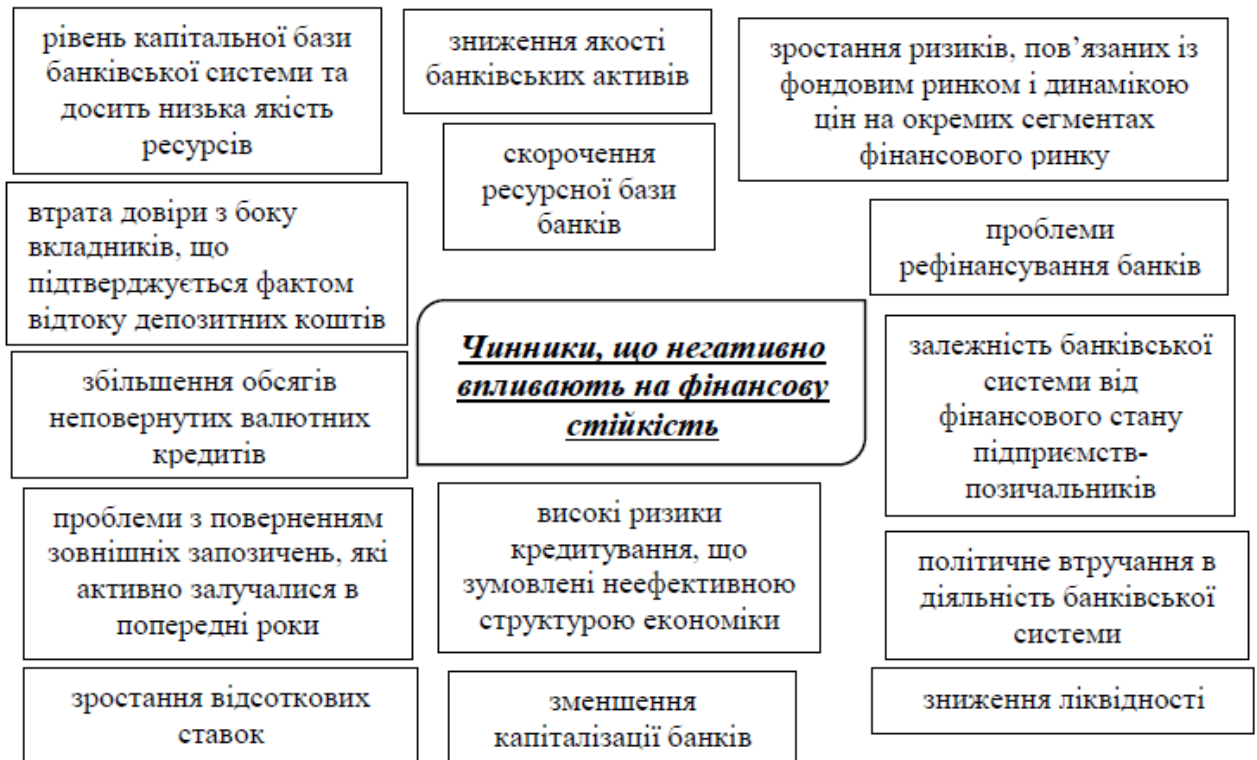 рівень капітальної бази
банківської системи та
досить низька якість
ресурсів
зниження якості
банківських активів
зростання ризиків, пов’язаних із
фондовим ринком і динамікою
цін на окремих сегментах
фінансового ринку
скорочення
ресурсної бази
банків
втрата довіри з боку
вкладників, що
підтверджується фактом
відтоку депозитних коштів
проблеми
рефінансування банків
Чинники, що негативно
впливають на фінансову
стійкість
залежність банківської
системи від
фінансового стану
підприємств-
позичальників
збільшення обсягів
неповернутих валютних
кредитів
проблеми з поверненням
зовнішніх запозичень, які
активно залучалися в
попередні роки
високі ризики
кредитування, що
зумовлені неефективною
структурою економіки
політичне втручання в
діяльність банківської
системи
зростання відсоткових
ставок
зменшення
капіталізації банків
зниження ліквідності